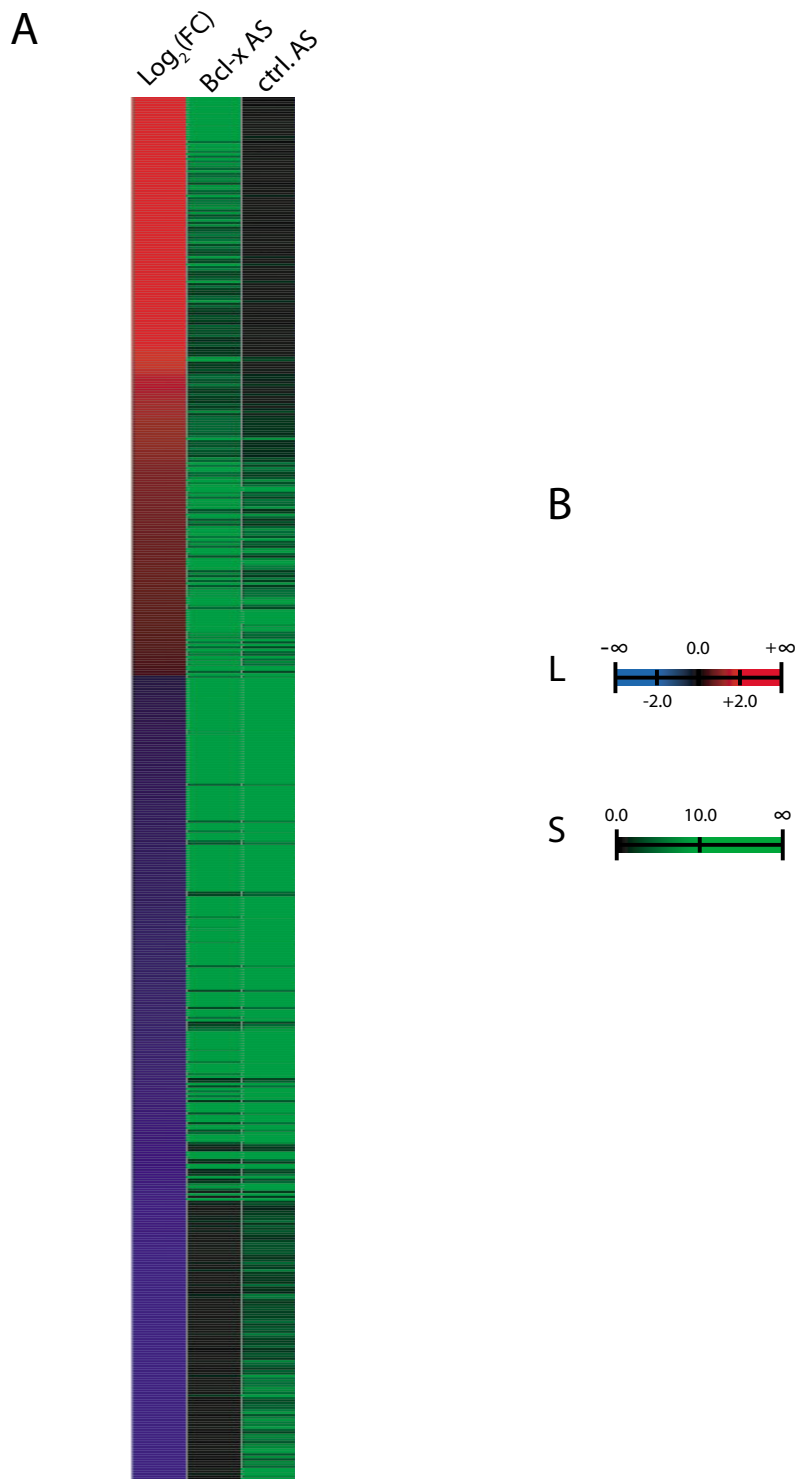 A
Log₂(FC)
Bcl-x AS
ctrl. AS
B
-∞ 0.0 +∞
L
-2.0 +2.0
0.0 10.0 ∞
S